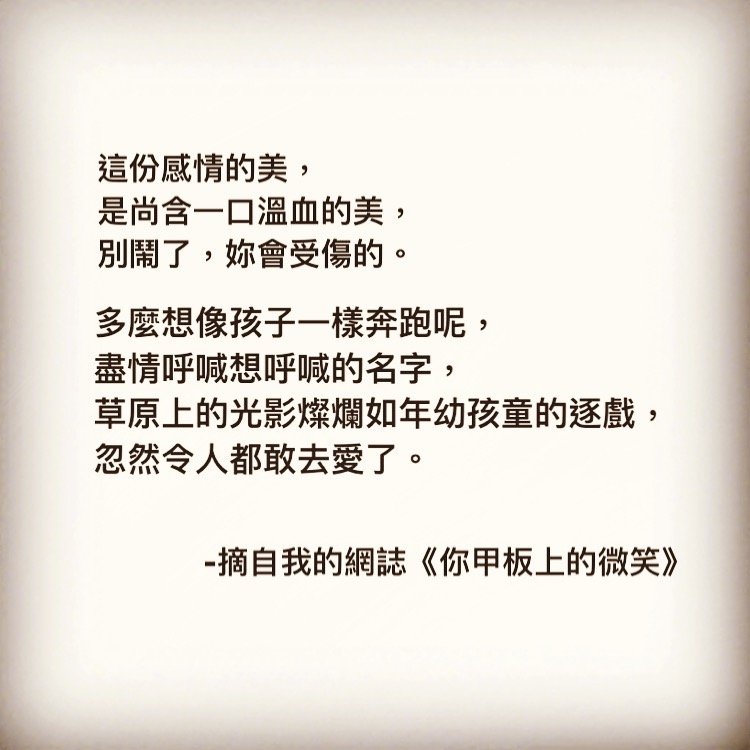 這份感情的美，
是尚含一口溫血的美，
別鬧了，妳會受傷的。
多麼想像孩子一樣奔跑呢，
盡情呼喊想呼喊的名字，
草原上的光影燦爛如年幼孩童的逐戲，
忽然令人都敢去愛了。
-摘自我的網誌《你甲板上的微笑》